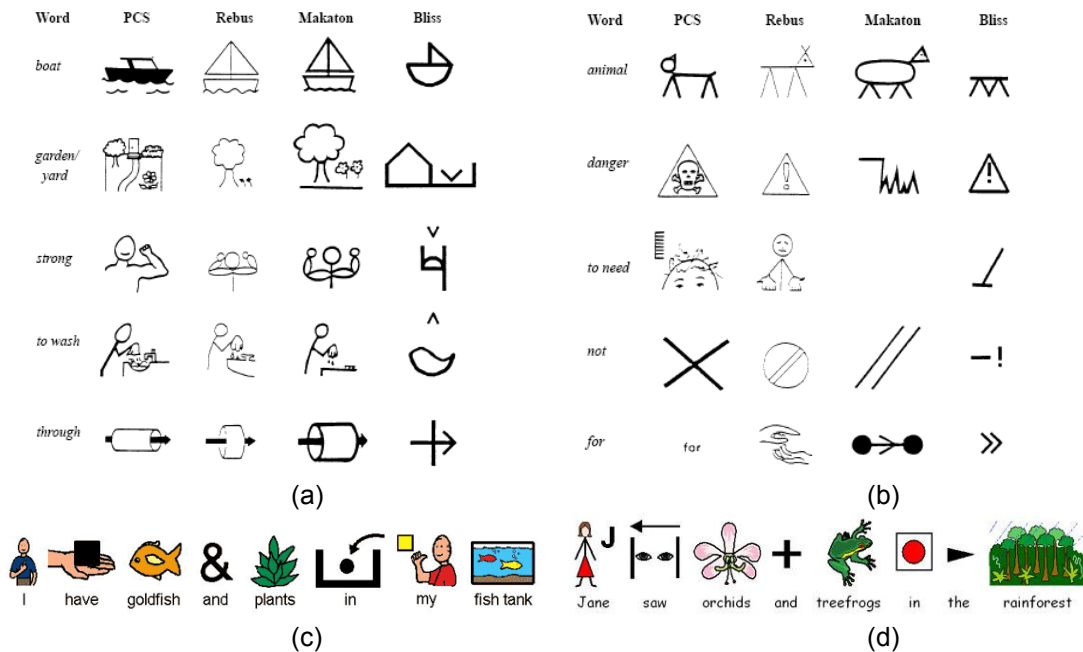 Word PCS Rebus Makaton Bliss
boat
garden/
yard
strong
to wash
through
(a)
Word PCS Rebus Makaton Bliss
animal
danger
to need
not
for for
(b)
&
I have goldfish and plants in my fish tank
(c)
J
Jane saw orchids and treefrogs in the rainforest
(d)